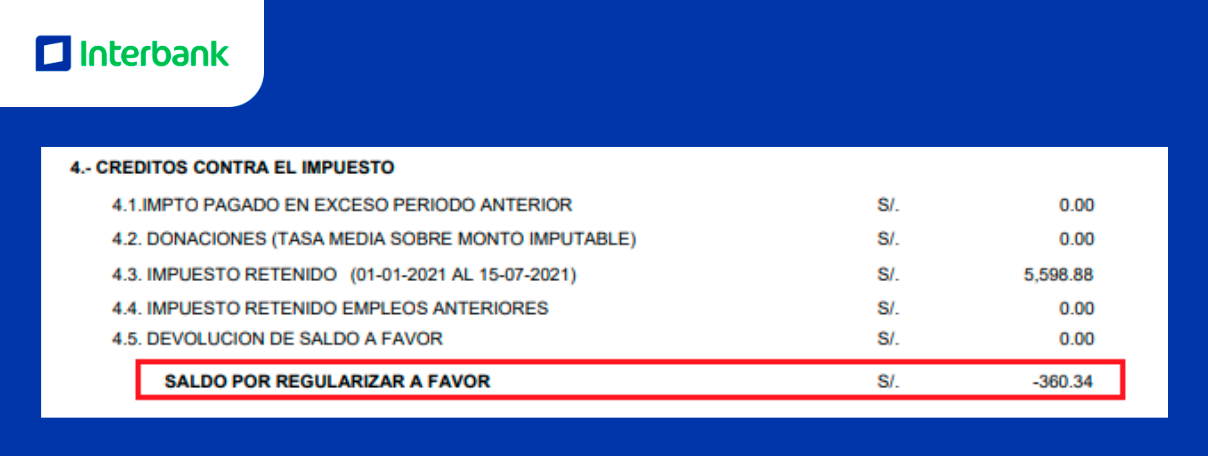 Interbank
4.- CREDITOS CONTRA EL IMPUESTO
4.1.IMPTO PAGADO EN EXCESO PERIODO ANTERIOR S/. 0.00
4.2. DONACIONES (TASA MEDIA SOBRE MONTO IMPUTABLE) S/. 0.00
4.3. IMPUESTO RETENIDO (01-01-2021 AL 15-07-2021) S/. 5,598.88
4.4. IMPUESTO RETENIDO EMPLEOS ANTERIORES S/. 0.00
4.5. DEVOLUCION DE SALDO A FAVOR S/. 0.00
SALDO POR REGULARIZAR A FAVOR S/. -360.34